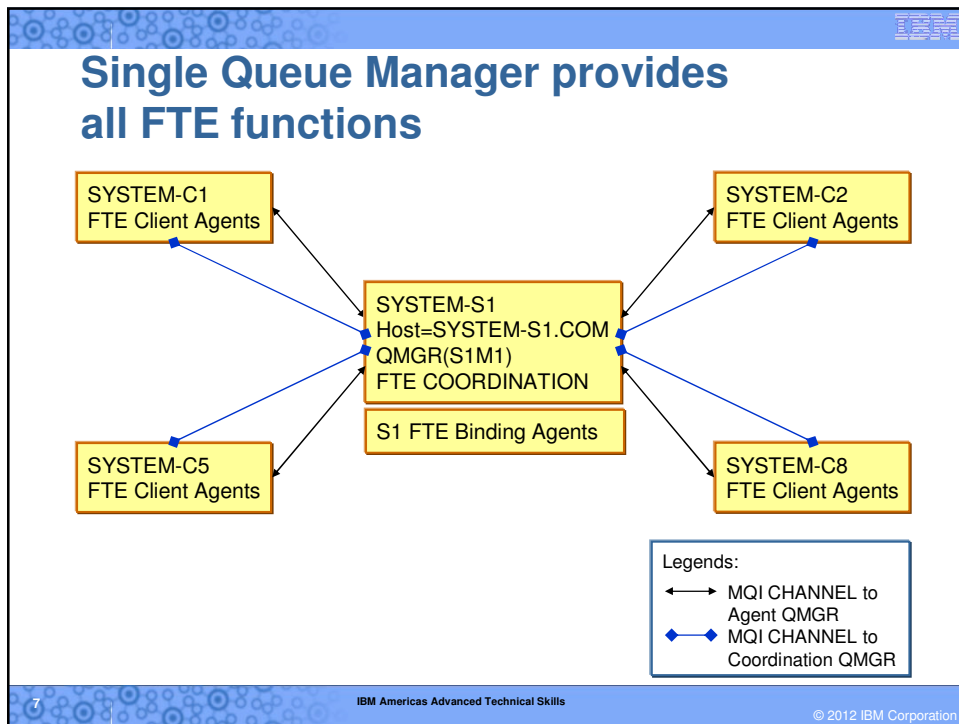 IBM
Single Queue Manager provides
all FTE functions
SYSTEM-C1
FTE Client Agents
SYSTEM-C2
FTE Client Agents
SYSTEM-S1
Host=SYSTEM-S1.COM
QMGR(S1M1)
FTE COORDINATION
S1 FTE Binding Agents
SYSTEM-C5
FTE Client Agents
SYSTEM-C8
FTE Client Agents
Legends:
MQI CHANNEL to
Agent QMGR
MQI CHANNEL to
Coordination QMGR
7
IBM Americas Advanced Technical Skills
© 2012 IBM Corporation